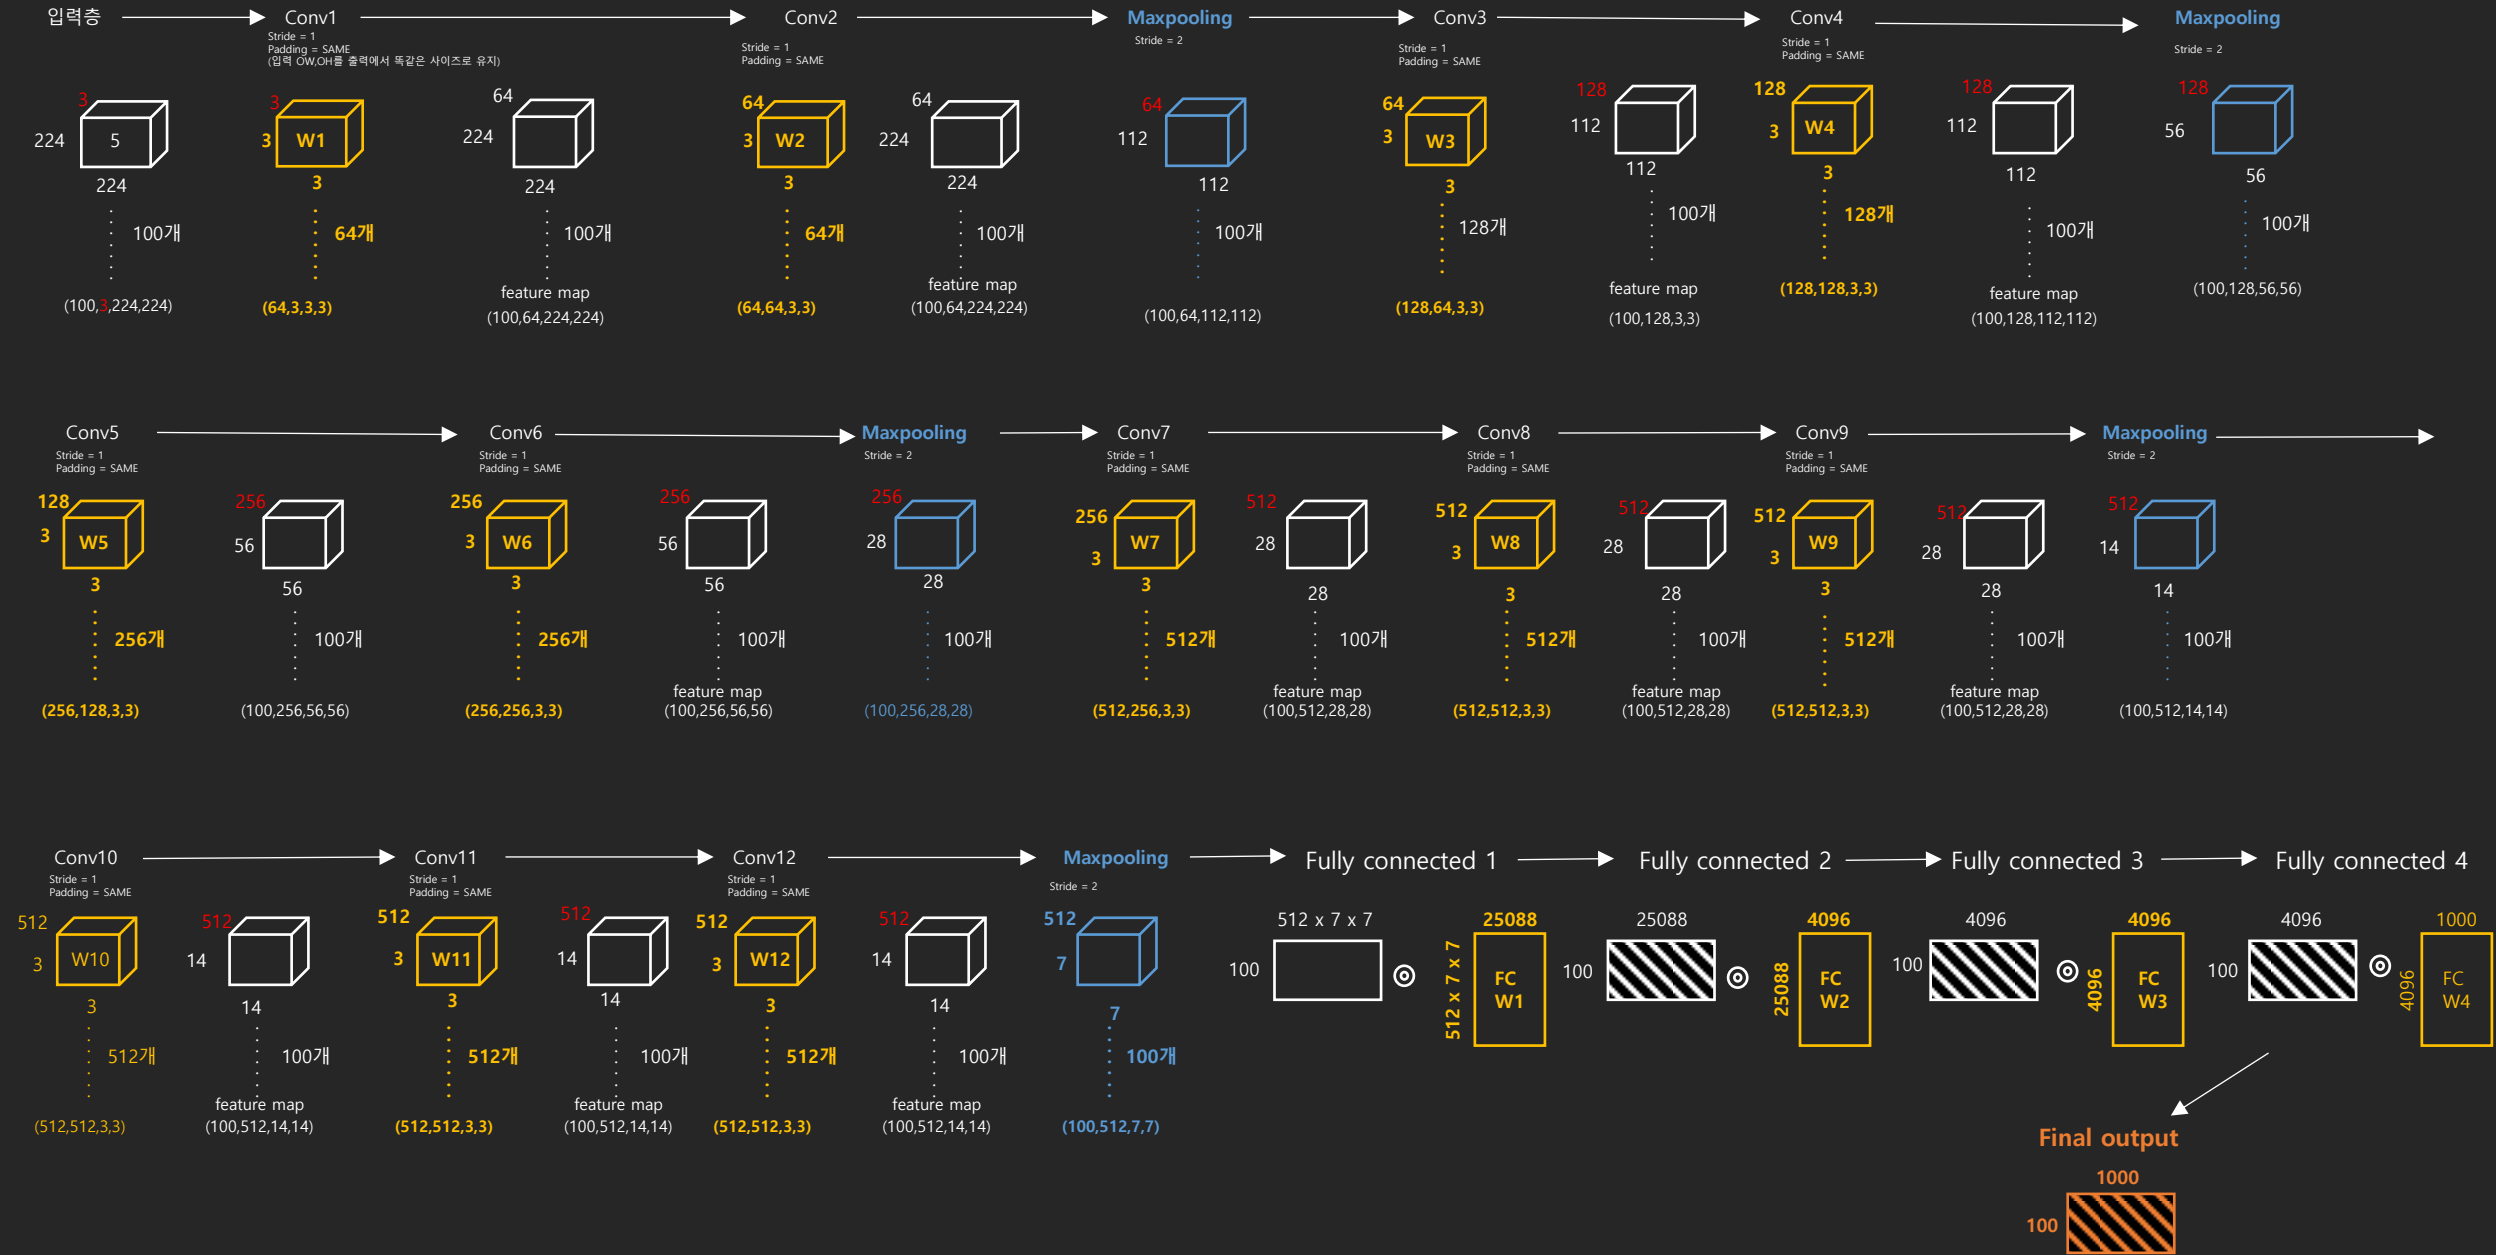 입력층
Conv1
Conv2
Maxpooling
Conv3
Conv4
Maxpooling
Stride = 1
Padding = SAME
(입력 OW,OH를 출력에서 똑같은 사이즈로 유지)
Stride = 1
Padding = SAME
Stride = 2
Stride = 1
Padding = SAME
Stride = 1
Padding = SAME
Stride = 2
3
224
5
224
100개
(100,3,224,224)
3
3
W1
3
64개
(64,3,3,3)
64
224
224
100개
feature map
(100,64,224,224)
64
3
W2
3
64개
(64,64,3,3)
64
224
224
100개
feature map
(100,64,224,224)
64
112
112
100개
(100,64,112,112)
64
3
W3
3
128개
(128,64,3,3)
128
112
112
100개
feature map
(100,128,3,3)
128
3
W4
3
128개
(128,128,3,3)
128
112
112
100개
feature map
(100,128,112,112)
128
56
56
100개
(100,128,56,56)
Conv5
Conv6
Maxpooling
Conv7
Conv8
Conv9
Maxpooling
Stride = 1
Padding = SAME
Stride = 1
Padding = SAME
Stride = 2
Stride = 1
Padding = SAME
Stride = 1
Padding = SAME
Stride = 1
Padding = SAME
Stride = 2
128
3
W5
3
256개
(256,128,3,3)
256
56
56
100개
(100,256,56,56)
256
3
W6
3
256개
(256,256,3,3)
256
56
56
100개
feature map
(100,256,56,56)
256
28
28
100개
(100,256,28,28)
256
3
W7
3
512개
(512,256,3,3)
512
28
28
100개
feature map
(100,512,28,28)
512
3
W8
3
512개
(512,512,3,3)
512
28
28
100개
feature map
(100,512,28,28)
512
3
W9
3
512개
(512,512,3,3)
512
28
28
100개
feature map
(100,512,28,28)
512
14
14
100개
(100,512,14,14)
Conv10
Conv11
Conv12
Maxpooling
Fully connected 1
Fully connected 2
Fully connected 3
Fully connected 4
Stride = 1
Padding = SAME
Stride = 1
Padding = SAME
Stride = 1
Padding = SAME
Stride = 2
512
3
W10
3
512개
(512,512,3,3)
512
14
14
100개
feature map
(100,512,14,14)
512
3
W11
3
512개
(512,512,3,3)
512
14
14
100개
feature map
(100,512,14,14)
512
3
W12
3
512개
(512,512,3,3)
512
14
14
100개
feature map
(100,512,14,14)
512
7
7
100개
(100,512,7,7)
512 x 7 x 7
100
25088
512 x 7 x 7
FC
W1
25088
100
4096
25088
FC
W2
4096
100
4096
4096
FC
W3
4096
100
1000
4096
FC
W4
Final output
1000
100